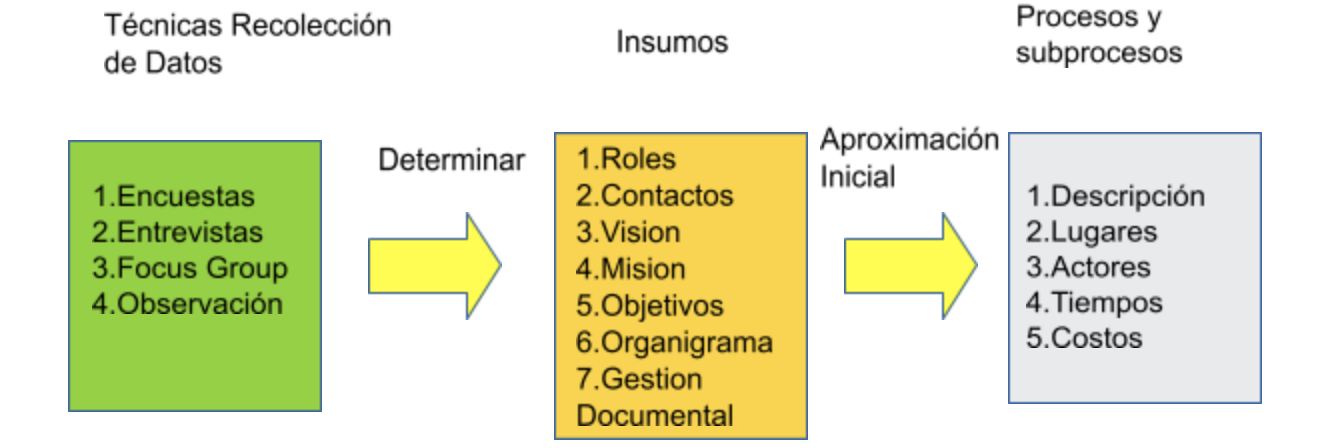 Técnicas Recolección
de Datos
Insumos
Procesos y
subprocesos
1.Encuestas
2.Entrevistas
3.Focus Group
4.Observación
Determinar
1.Roles
2.Contactos
3.Vision
4.Mision
5.Objetivos
6.Organigrama
7.Gestion
Documental
Aproximación
Inicial
1.Descripción
2.Lugares
3.Actores
4.Tiempos
5.Costos